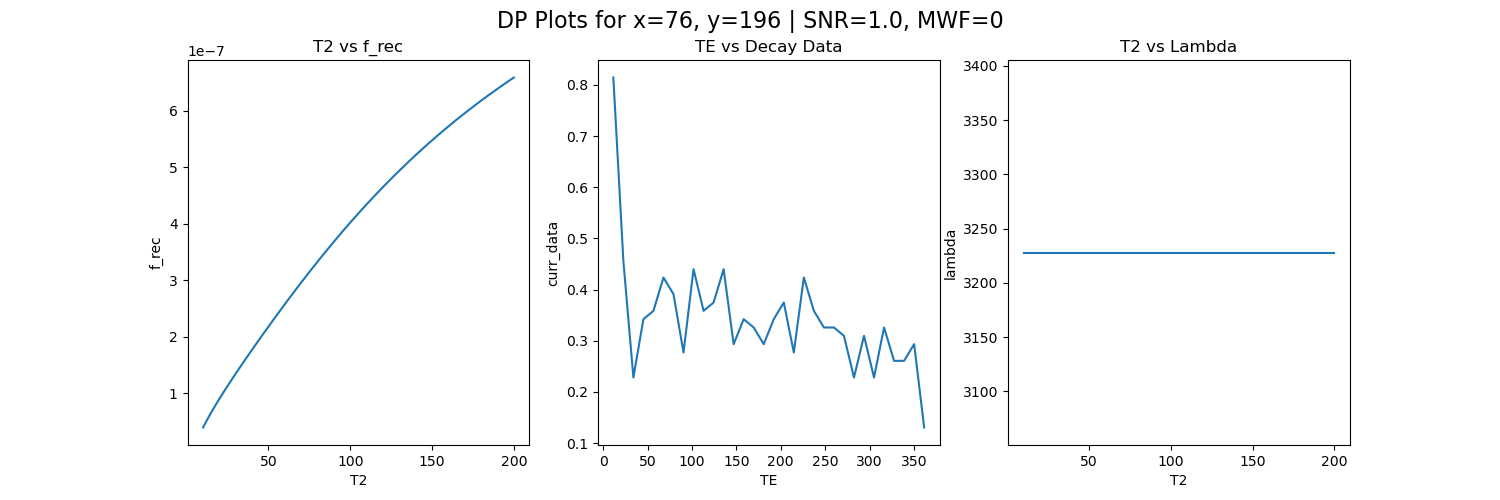 DP Plots for x=76, y=196 | SNR=1.0, MWF=0
T2 vs f_rec
1e−7
6
5
4
3
2
1
f_rec
50 100 150 200
T2
TE vs Decay Data
0.8
0.7
0.6
0.5
0.4
0.3
0.2
0.1
curr_data
0 50 100 150 200 250 300 350
TE
T2 vs Lambda
3400
3350
3300
3250
3200
3150
3100
lambda
50 100 150 200
T2